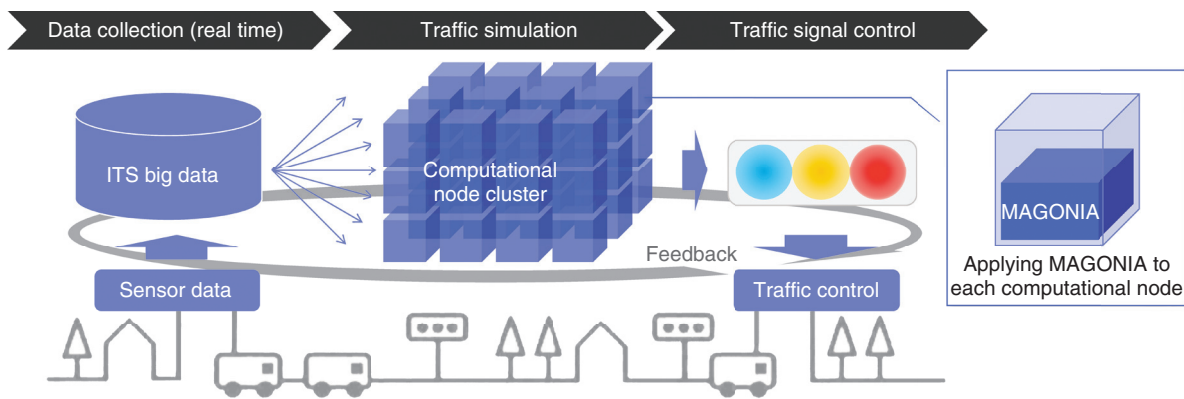 Data collection (real time)
Traffic simulation
Traffic signal control
ITS big data
Computational
node cluster
MAGONIA
Applying MAGONIA to
each computational node
Feedback
Sensor data
Traffic control